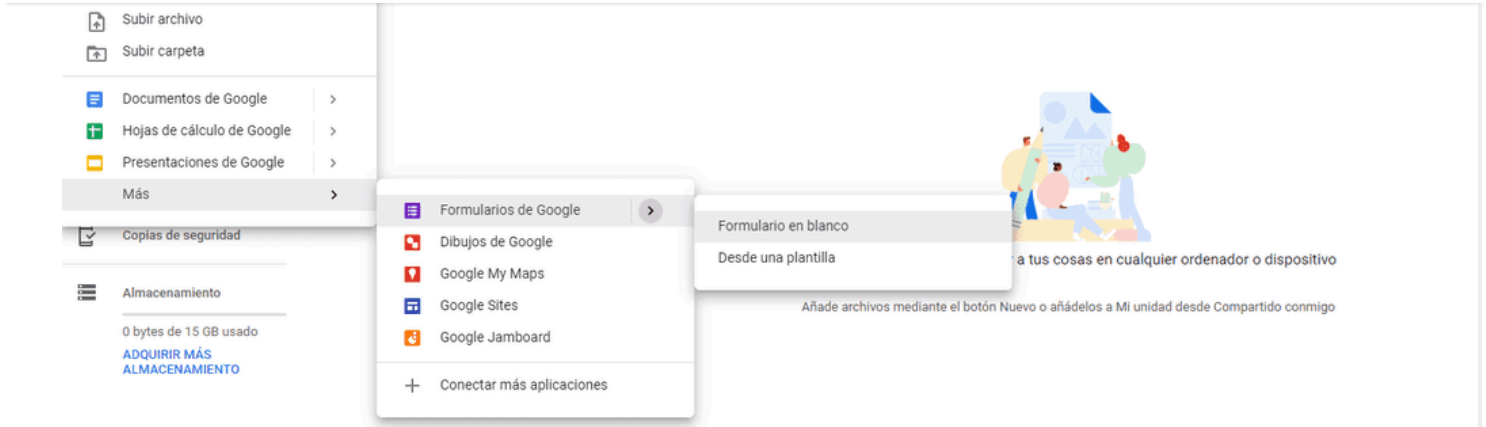 Subir archivo
Subir carpeta
Documentos de Google
Hojas de cálculo de Google
Presentaciones de Google
Más
Copias de seguridad
Almacenamiento
0 bytes de 15 GB usado
ADQUIRIR MÁS
ALMACENAMIENTO
Formularios de Google
Dibujos de Google
Google My Maps
Google Sites
Google Jamboard
Conectar más aplicaciones
Formulario en blanco
Desde una plantilla
a tus cosas en cualquier ordenador o dispositivo
Añade archivos mediante el botón Nuevo o añádelos a Mi unidad desde Compartido conmigo